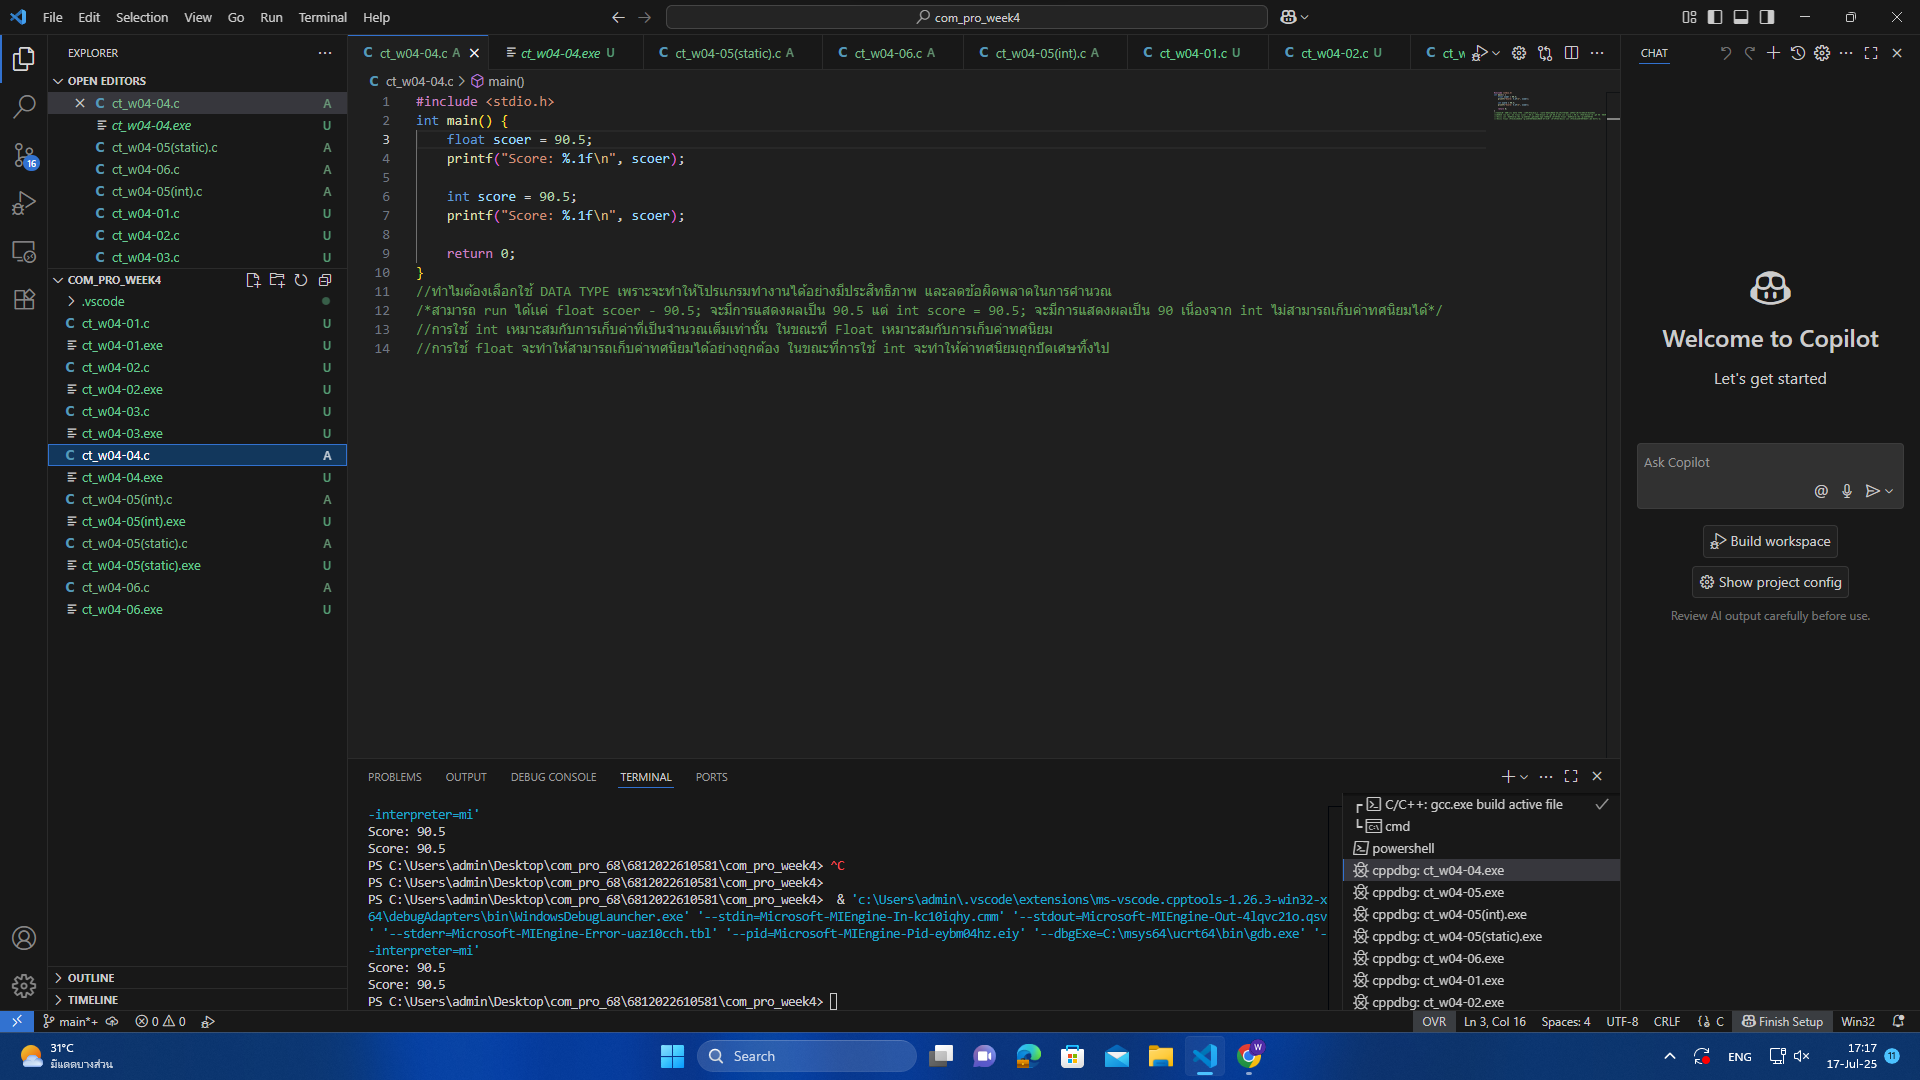 File Edit Selection View Go Run Terminal Help
com_pro_week4
EXPLORER
OPEN EDITORS
ct_w04-04.c A
ct_w04-04.exe U
ct_w04-05(static).c A
ct_w04-06.c A
ct_w04-05(int).c A
ct_w04-01.c U
ct_w04-02.c U
ct_w04-03.c U
16
COM_PRO_WEEK4
.vscode
ct_w04-01.c U
ct_w04-01.exe U
ct_w04-02.c U
ct_w04-02.exe U
ct_w04-03.c U
ct_w04-03.exe U
ct_w04-04.c A
ct_w04-04.exe U
ct_w04-05(int).c A
ct_w04-05(int).exe U
ct_w04-05(static).c A
ct_w04-05(static).exe U
ct_w04-06.c A
ct_w04-06.exe U
OUTLINE
TIMELINE
ct_w04-04.c A ct_w04-04.exe U ct_w04-05(static).c A ct_w04-06.c A ct_w04-05(int).c A ct_w04-01.c U ct_w04-02.c U ct_w
ct_w04-04.c > main()
1 #include <stdio.h>
2 int main() {
3 float scoer = 90.5;
4 printf("Score: %.1f\n", scoer);
5
6 int score = 90.5;
7 printf("Score: %.1f\n", scoer);
8
9 return 0;
10 }
11 //ทำไมต้องเลือกใช้ DATA TYPE เพราะจะทำให้โปรแกรมทำงานได้อย่างมีประสิทธิภาพ และลดข้อผิดพลาดในการคำนวณ
12 /*สามารถ run ได้แค่ float scoer - 90.5; จะมีการแสดงผลเป็น 90.5 แต่ int score = 90.5; จะมีการแสดงผลเป็น 90 เนื่องจาก int ไม่สามารถเก็บค่าทศนิยมได้*/
13 //การใช้ int เหมาะสมกับการเก็บค่าที่เป็นจำนวนเต็มเท่านั้น ในขณะที่ Float เหมาะสมกับการเก็บค่าทศนิยม
14 //การใช้ float จะทำให้สามารถเก็บค่าทศนิยมได้อย่างถูกต้อง ในขณะที่การใช้ int จะทำให้ค่าทศนิยมถูกปัดเศษทิ้งไป
PROBLEMS OUTPUT DEBUG CONSOLE TERMINAL PORTS
-interpreter=mi'
Score: 90.5
Score: 90.5
PS C:\Users\admin\Desktop\com_pro_68\6812022610581\com_pro_week4> ^C
PS C:\Users\admin\Desktop\com_pro_68\6812022610581\com_pro_week4>
PS C:\Users\admin\Desktop\com_pro_68\6812022610581\com_pro_week4> & 'c:\Users\admin\.vscode\extensions\ms-vscode.cpptools-1.26.3-win32-x
64\debugAdapters\bin\WindowsDebugLauncher.exe' '--stdin=Microsoft-MIEngine-In-kc10iqhy.cmm' '--stdout=Microsoft-MIEngine-Out-4lqvc21o.qsv
' '--stderr=Microsoft-MIEngine-Error-uaz10cch.tbl' '--pid=Microsoft-MIEngine-Pid-eybm04hz.eiy' '--dbgExe=C:\msys64\ucrt64\bin\gdb.exe' '-
-interpreter=mi'
Score: 90.5
Score: 90.5
PS C:\Users\admin\Desktop\com_pro_68\6812022610581\com_pro_week4>
C/C++: gcc.exe build active file
cmd
powershell
cppdbg: ct_w04-04.exe
cppdbg: ct_w04-05.exe
cppdbg: ct_w04-05(int).exe
cppdbg: ct_w04-05(static).exe
cppdbg: ct_w04-06.exe
cppdbg: ct_w04-01.exe
cppdbg: ct_w04-02.exe
CHAT
Welcome to Copilot
Let's get started
Ask Copilot
Build workspace
Show project config
Review AI output carefully before use.
main*+ 0 0 OVR Ln 3, Col 16 Spaces: 4 UTF-8 CRLF {} C Finish Setup Win32
31°C
มีแดดบางส่วน
Search
W
ENG
17:17
17-Jul-25
11